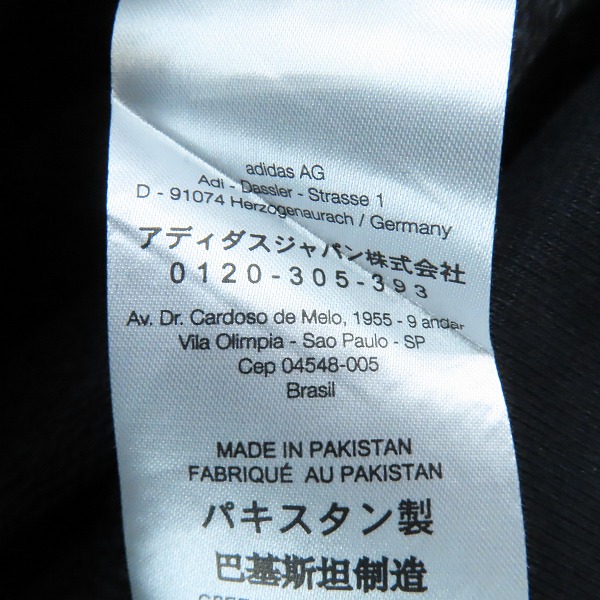 adidas AG
Adi - Dassler - Strasse 1
D - 91074 Herzogenaurach / Germany
アディダスジャパン株式会社
0120-305-393
Av. Dr. Cardoso de Melo, 1955 - 9 andar
Vila Olimpia - Sao Paulo - SP
Cep 04548-005
Brasil
MADE IN PAKISTAN
FABRIQUÉ AU PAKISTAN
パキスタン製
巴基斯坦制造